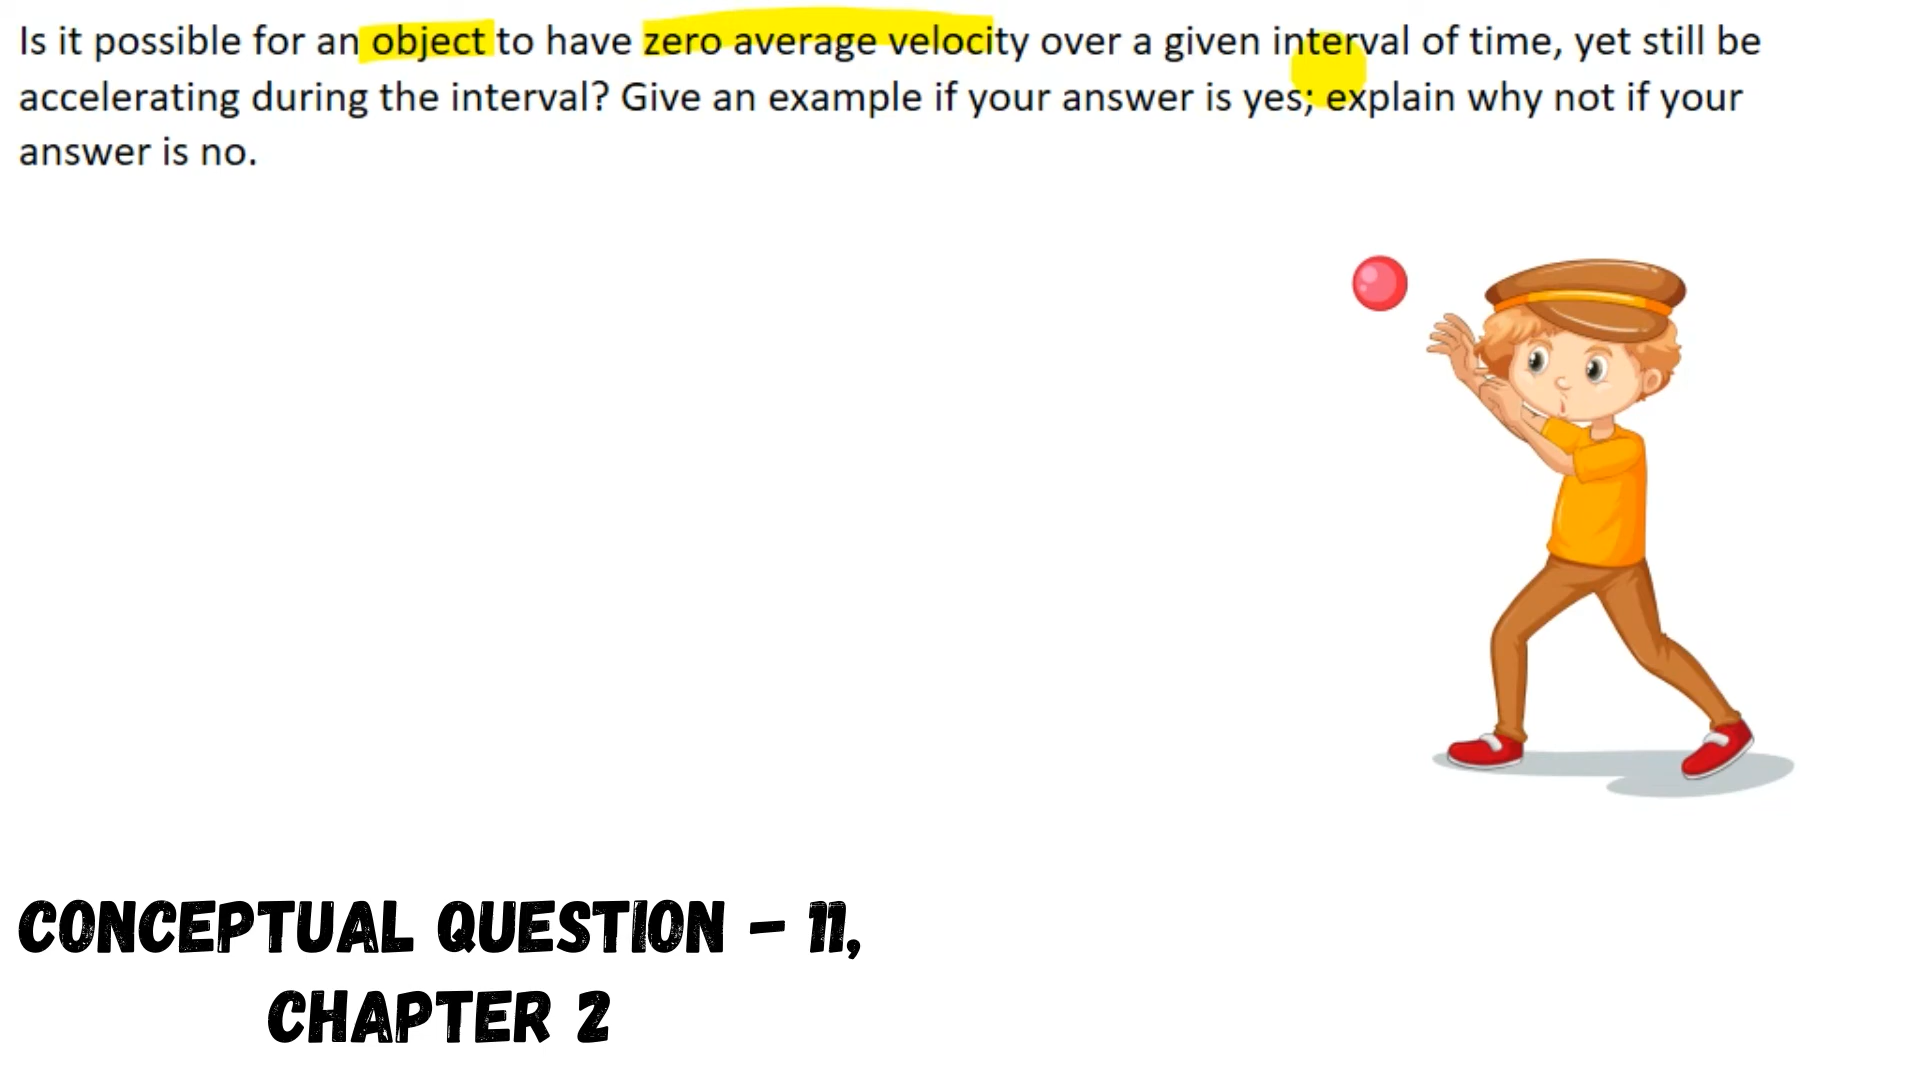 Is it possible for an object to have zero average velocity over a given interval of time, yet still be
accelerating during the interval? Give an example if your answer is yes; explain why not if your
answer is no.
CONCEPTUAL QUESTION – 11,
CHAPTER 2